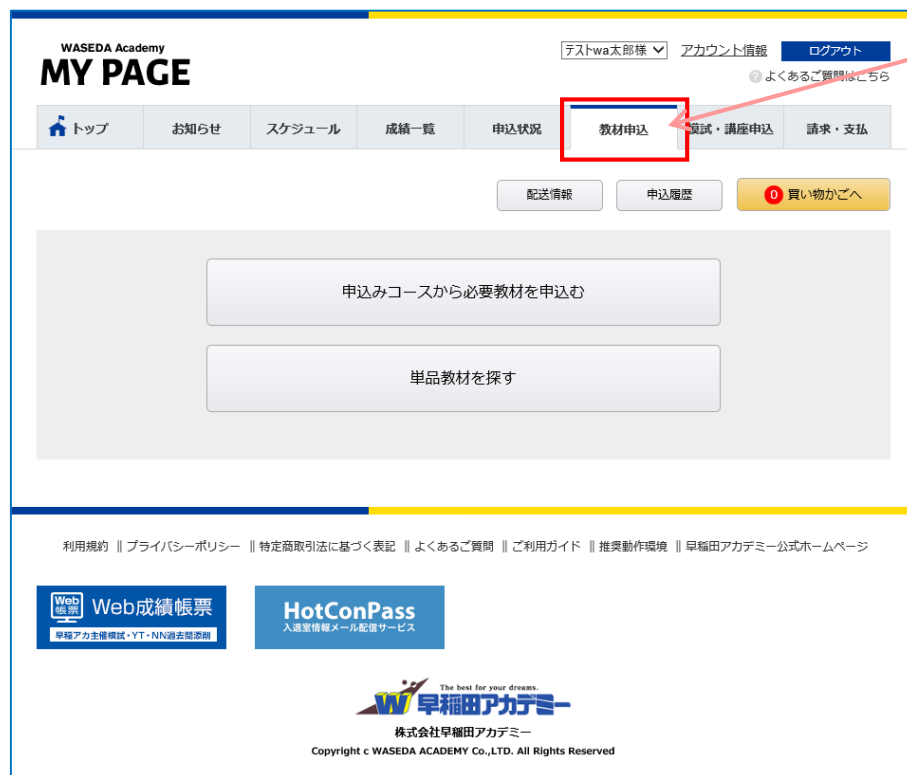 WASEDA Academy
MY PAGE
テストwa太郎様 アカウント情報 ログアウト
よくあるご質問はこちら
トップ お知らせ スケジュール 成績一覧 申込状況 教材申込 模試・講座申込 請求・支払
配送情報 申込履歴 0 買い物かごへ
申込みコースから必要教材を申込む
単品教材を探す
利用規約 || プライバシーポリシー || 特定商取引法に基づく表記 || よくあるご質問 || ご利用ガイド || 推奨動作環境 || 早稲田アカデミー公式ホームページ
Web帳票 Web成績帳票
早稲アカ主催模試・YT・NN過去問添削
HotConPass
入退室情報メール配信サービス
The best for your dreams.
W 早稲田アカデミー
株式会社早稲田アカデミー
Copyright c WASEDA ACADEMY Co.,LTD. All Rights Reserved